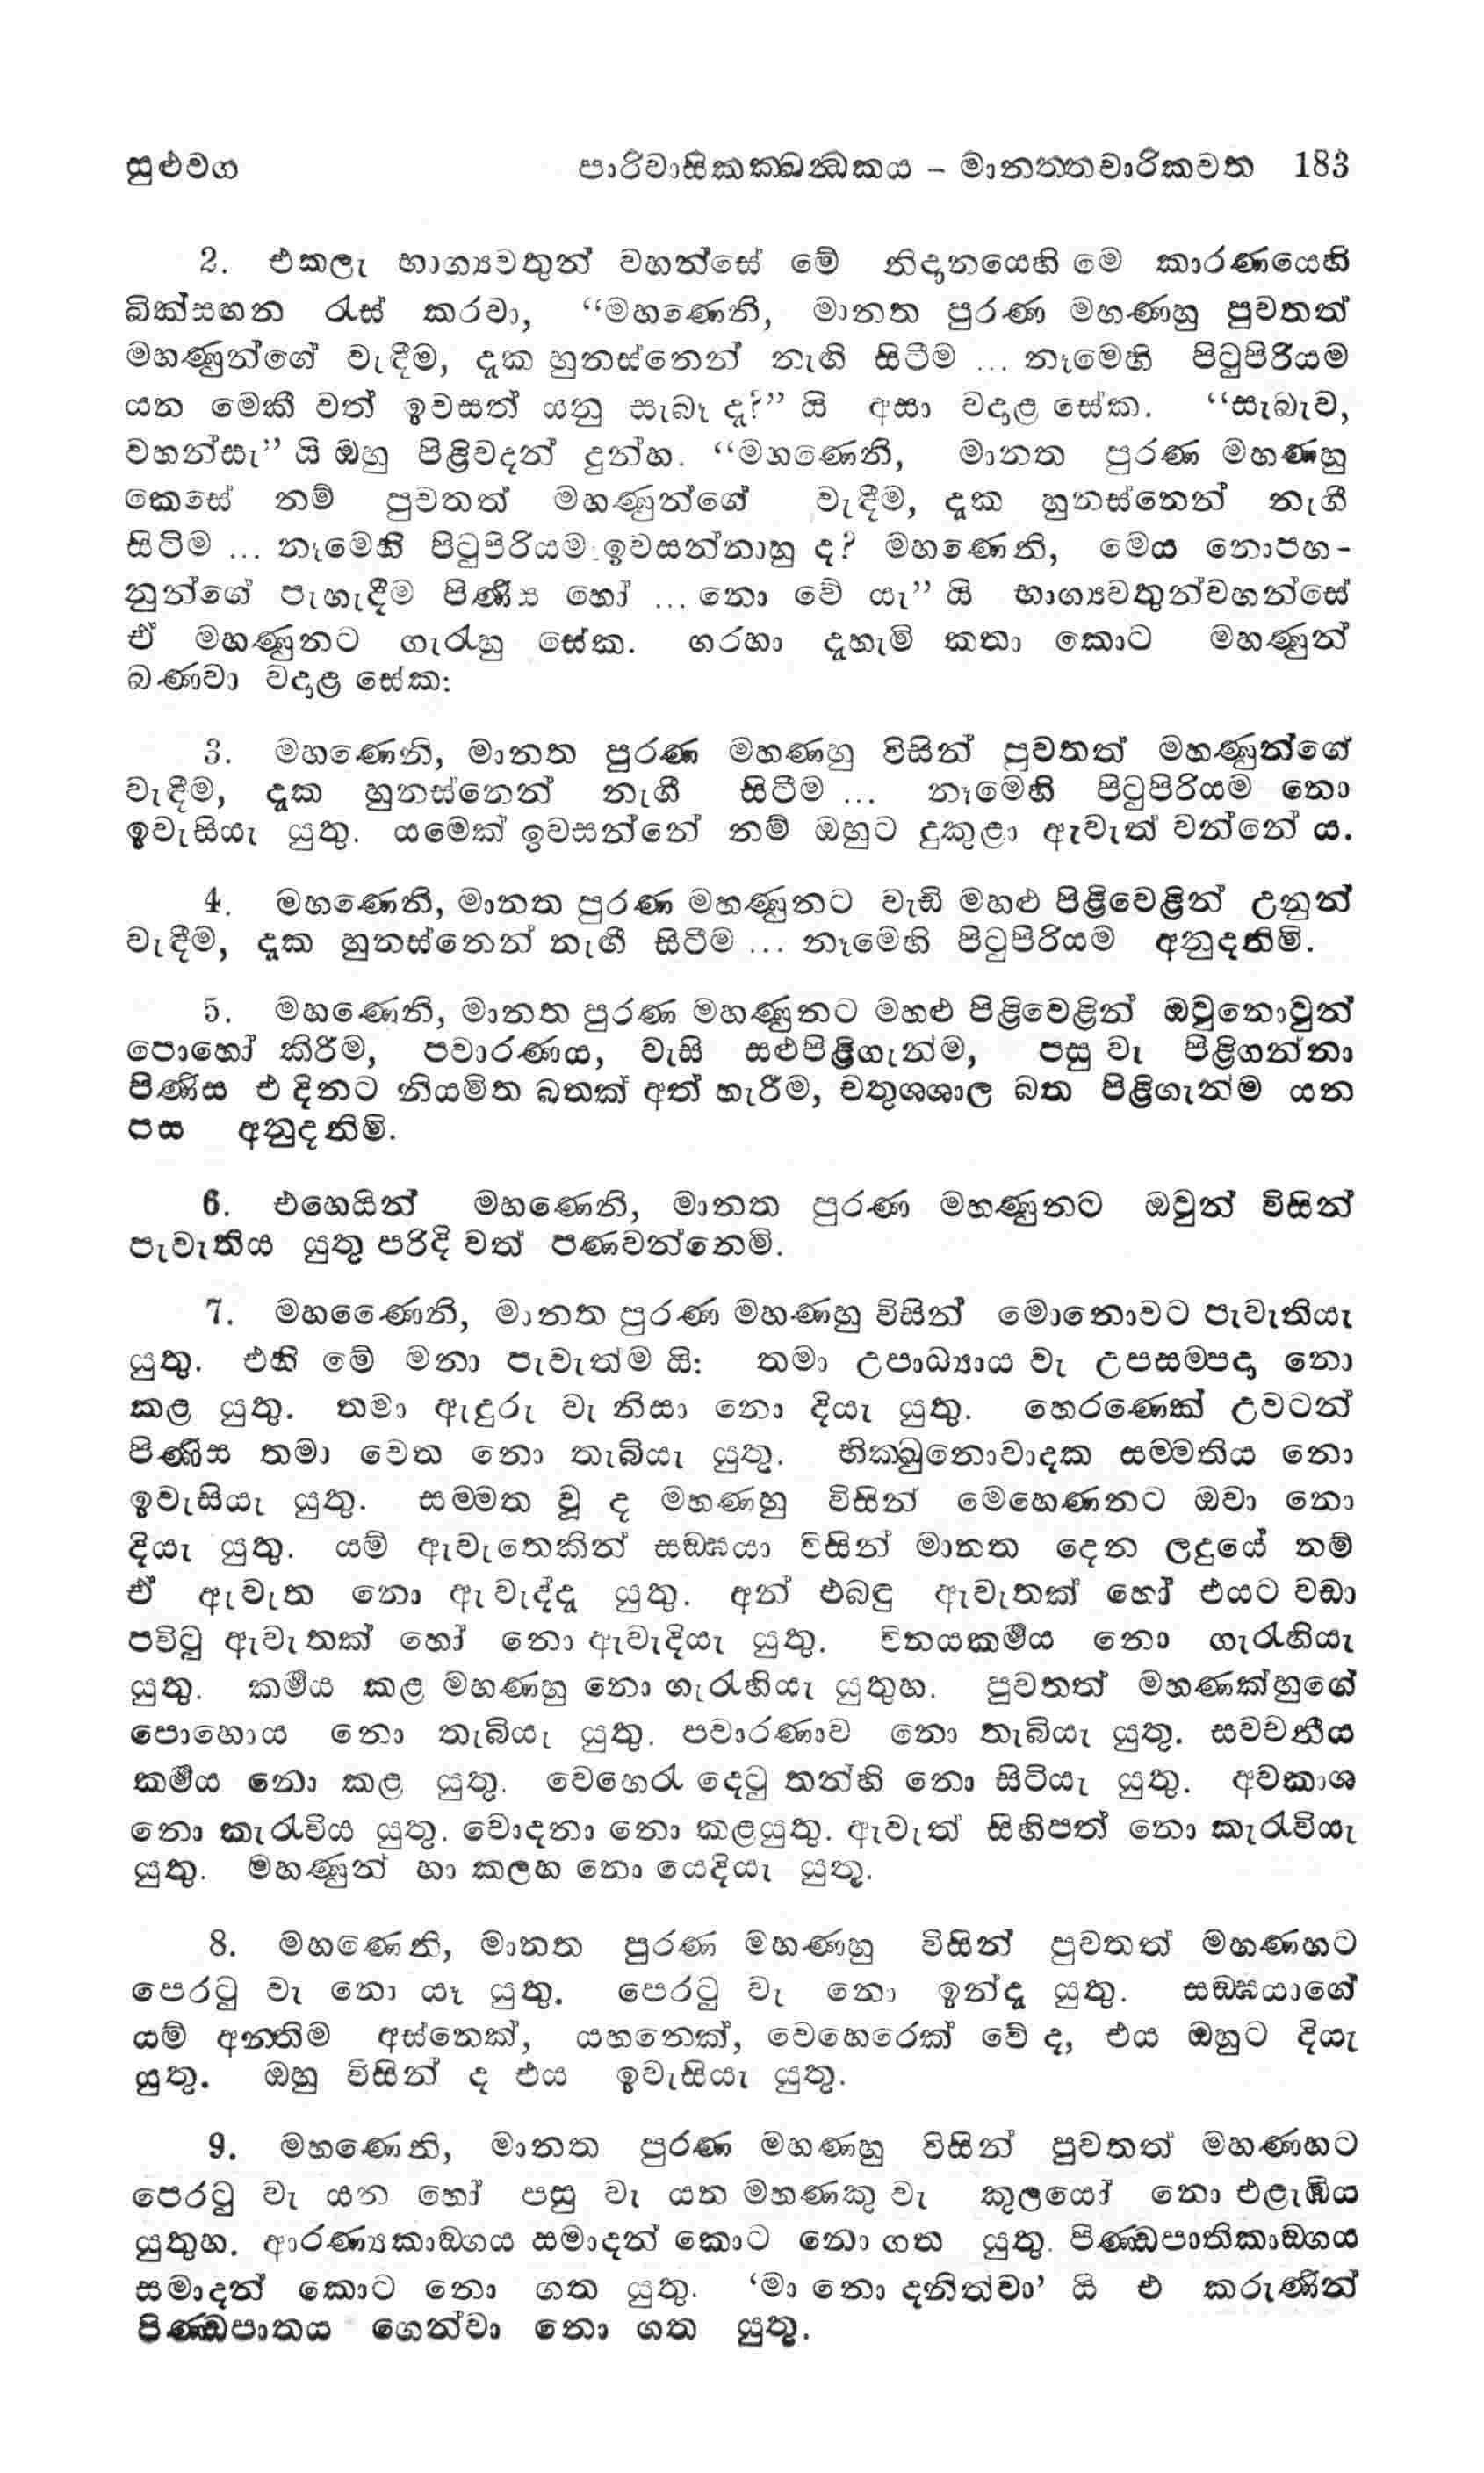 සුළුවග පාරිවාසිකක්ඛන්ධකය – මානත්තචාරිකවත 183
2. එකලැ භාග්‍යවතුන් වහන්සේ මේ නිදානයෙහි මෙ කාරණයෙහි
බික්සඟන රැස් කරවා, “මහණෙනි, මානත පුරණ මහණහු පුවතත්
මහණුන්ගේ වැඳීම, දැක හුනස්නෙන් නැඟි සිටීම ... නෑමෙහි පිටුපිරියම
යන මෙකී වත් ඉවසත් යනු සැබෑ ද?” යි අසා වදාළ සේක. “සැබැව,
වහන්සැ” යි ඔහු පිළිවදන් දුන්හ. “මහණෙනි, මානත පුරණ මහණහු
කෙසේ නම් පුවතත් මහණුන්ගේ වැඳීම, දැක හුනස්නෙන් නැගී
සිටිම ... නෑමෙහි පිටුපිරියම ඉවසන්නාහු ද? මහණෙනි, මෙය නොපහ-
නුන්ගේ පැහැදීම පිණිස හෝ ... නො වේ යැ” යි භාග්‍යවතුන්වහන්සේ
ඒ මහණුනට ගැරැහු සේක. ගරහා දැහැමි කතා කොට මහණුන්
බණවා වදාළ සේක:
3. මහණෙනි, මානත පුරණ මහණහු විසින් පුවතත් මහණුන්ගේ
වැඳීම, දැක හුනස්නෙන් නැගී සිටීම ... නෑමෙහි පිටුපිරියම නො
ඉවැසියැ යුතු. යමෙක් ඉවසන්නේ නම් ඔහුට දුකුළා ඇවැත් වන්නේ ය.
4. මහණෙනි, මානත පුරණ මහණුනට වැඩි මහළු පිළිවෙළින් උනුන්
වැඳීම, දැක හුනස්නෙන් නැඟී සිටීම ... නෑමෙහි පිටුපිරියම අනුදනිමි.
5. මහණෙනි, මානත පුරණ මහණුනට මහළු පිළිවෙළින් ඔවුනොවුන්
පොහෝ කිරීම, පවාරණය, වැසි සළුපිළිගැන්ම, පසු වැ පිළිගන්නා
පිණිස එ දිනට නියමිත බතක් අත් හැරීම, චතුශ්ශාල බත පිළිගැන්ම යන
පස අනුදනිමි.
6. එහෙයින් මහණෙනි, මානත පුරණ මහණුනට ඔවුන් විසින්
පැවැතිය යුතු පරිදි වත් පණවන්නෙමි.
7. මහණෙනි, මානත පුරණ මහණහු විසින් මොනොවට පැවැතියැ
යුතු. එහි මේ මනා පැවැත්ම යි: තමා උපාධ්‍යාය වැ උපසම්පදා නො
කළ යුතු. තමා ඇදුරු වැ නිසා නො දියැ යුතු. හෙරණෙක් උවටන්
පිණිස තමා වෙත නො තැබියැ යුතු. භික්ඛුනොවාදක සම්මතිය නො
ඉවැසියැ යුතු. සම්මත වූ ද මහණහු විසින් මෙහෙණනට ඔවා නො
දියැ යුතු. යම් ඇවැතෙකින් සඞ්ඝයා විසින් මානත දෙන ලදුයේ නම්
ඒ ඇවැත නො ඇවැද්දැ යුතු. අන් එබඳු ඇවැතක් හෝ එයට වඩා
පවිටු ඇවැතක් හෝ නො ඇවැදියැ යුතු. විනයකර්‍මය නො ගැරැහියැ
යුතු. කර්‍මය කළ මහණහු නො ගැරැහියැ යුතුහ. පුවතත් මහණක්හුගේ
පොහොය නො තැබියැ යුතු. පවාරණාව නො තැබියැ යුතු. සවචනීය
කර්‍මය නො කළ යුතු. වෙහෙරැ දෙටු තන්හි නො සිටියැ යුතු. අවකාශ
නො කැරැවිය යුතු. චොදනා නො කළයුතු. ඇවැත් සිහිපත් නො කැරැවියැ
යුතු. මහණුන් හා කලහ නො යෙදියැ යුතු.
8. මහණෙනි, මානත පුරණ මහණහු විසින් පුවතත් මහණහට
පෙරටු වැ නො යෑ යුතු. පෙරටු වැ නො ඉන්දැ යුතු. සඞ්ඝයාගේ
යම් අන්තිම අස්නෙක්, යහනෙක්, වෙහෙරෙක් වේ ද, එය ඔහුට දියැ
යුතු. ඔහු විසින් ද එය ඉවැසියැ යුතු.
9. මහණෙනි, මානත පුරණ මහණහු විසින් පුවතත් මහණහට
පෙරටු වැ යන හෝ පසු වැ යන මහණකු වැ කුලයෝ නො එළැඹිය
යුතුහ. ආරණ්‍යකාඞ්ගය සමාදන් කොට නො ගත යුතු. පිණ්ඩපාතිකාඞ්ගය
සමාදන් කොට නො ගත යුතු. ‘මා නො දනිත්වා’ යි එ කරුණින්
පිණ්ඩපාතය ගෙන්වා නො ගත යුතු.